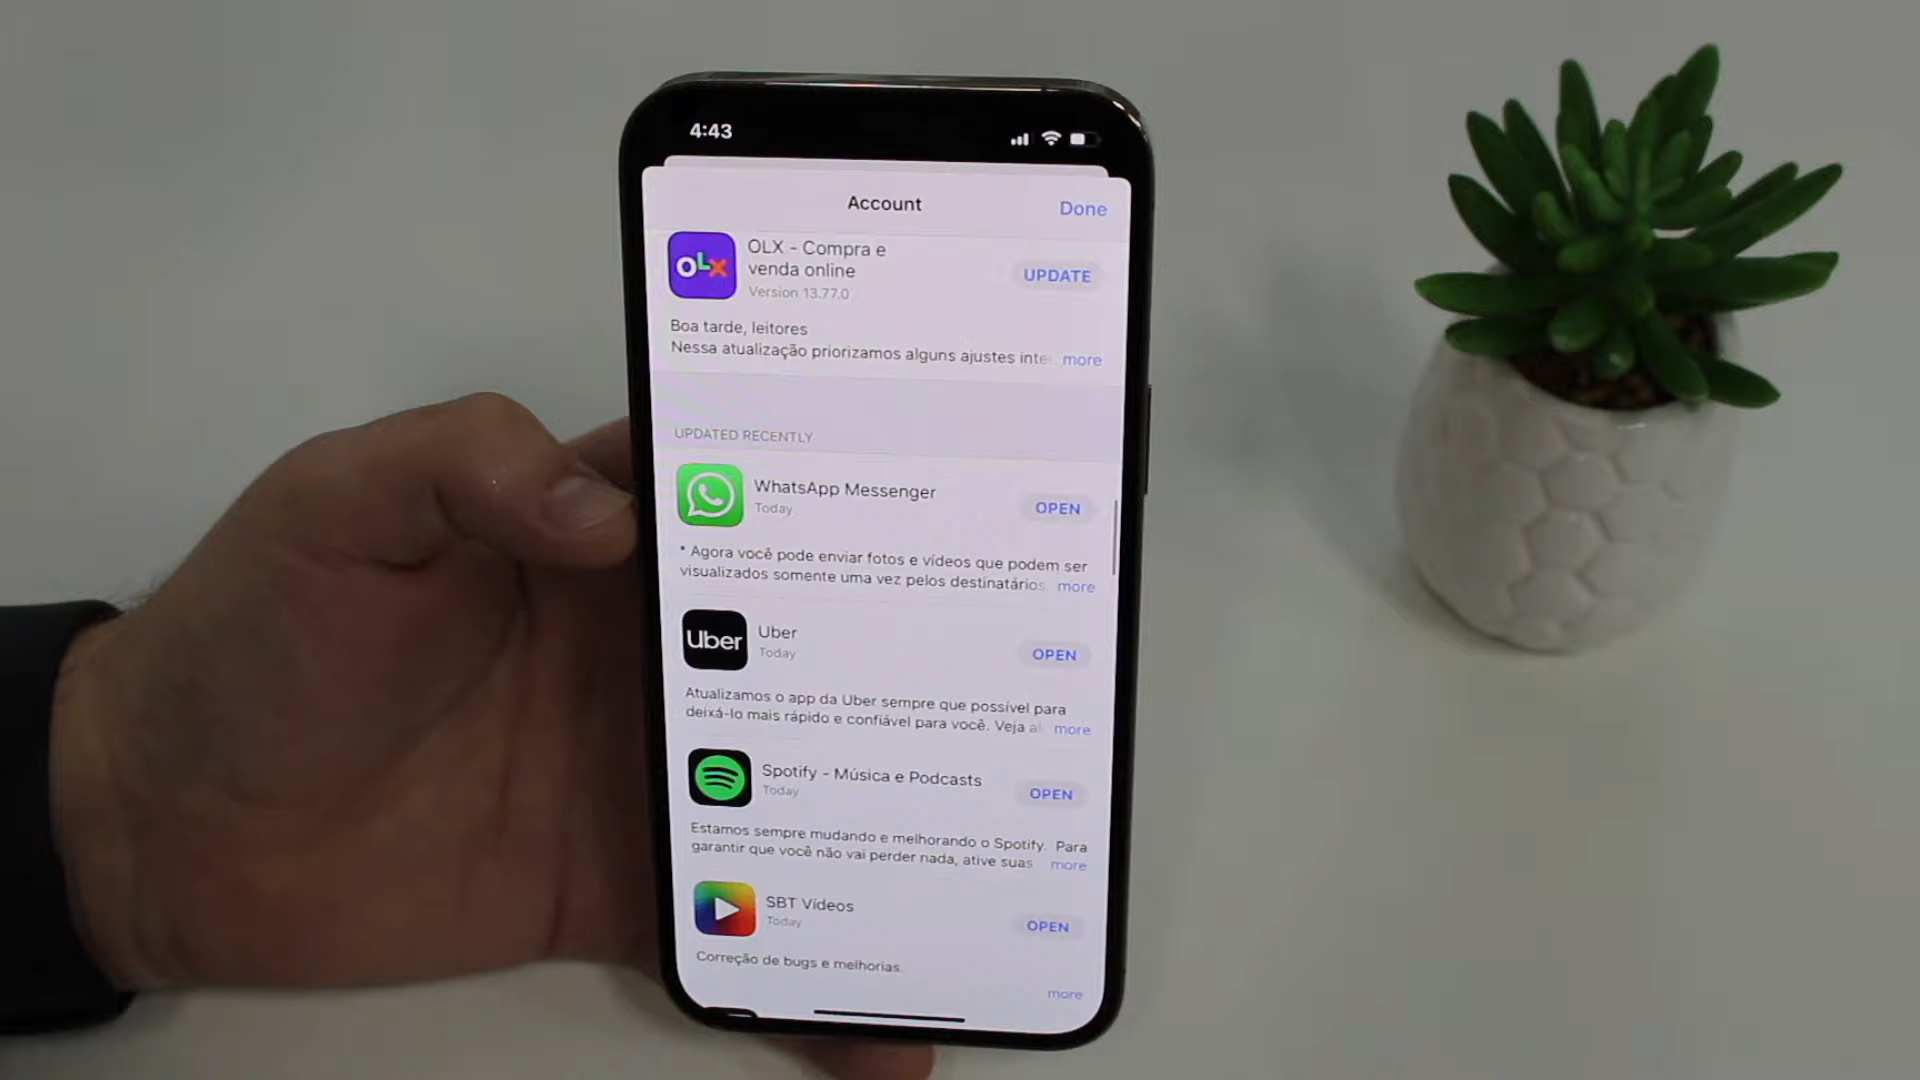 4:43
Account
Done
OLX
OLX - Compra e
venda online
Version 13.77.0
UPDATE
Boa tarde, leitores
Nessa atualização priorizamos alguns ajustes inte
more
UPDATED RECENTLY
WhatsApp Messenger
Today
OPEN
* Agora você pode enviar fotos e vídeos que podem ser
visualizados somente uma vez pelos destinatários.
more
Uber
Uber
Today
OPEN
Atualizamos o app da Uber sempre que possível para
deixá-lo mais rápido e confiável para você. Veja a
more
Spotify - Música e Podcasts
Today
OPEN
Estamos sempre mudando e melhorando o Spotify. Para
garantir que você não vai perder nada, ative suas
more
SBT Vídeos
Today
OPEN
Correção de bugs e melhorias.
more